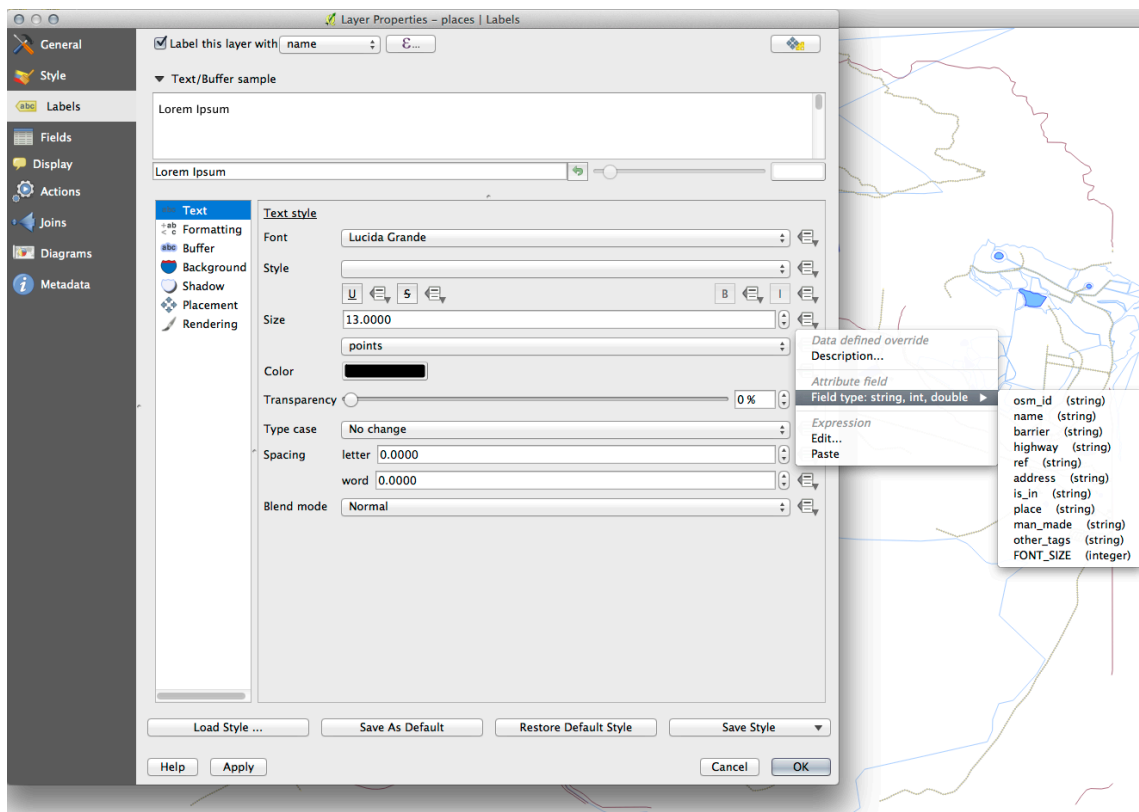 Layer Properties - places | Labels
General
Style
Labels
Fields
Display
Actions
Joins
Diagrams
Metadata
Label this layer with name ε...
Text/Buffer sample
Lorem Ipsum
Lorem Ipsum
Text
Formatting
Buffer
Background
Shadow
Placement
Rendering
Text style
Font Lucida Grande
Style
U S B I
Size 13.0000
points
Color
Transparency 0 %
Type case No change
Spacing letter 0.0000
word 0.0000
Blend mode Normal
Data defined override
Description...
Attribute field
Field type: string, int, double
Expression
Edit...
Paste
osm_id (string)
name (string)
barrier (string)
highway (string)
ref (string)
address (string)
is_in (string)
place (string)
man_made (string)
other_tags (string)
FONT_SIZE (integer)
Load Style ... Save As Default Restore Default Style Save Style
Help Apply Cancel OK